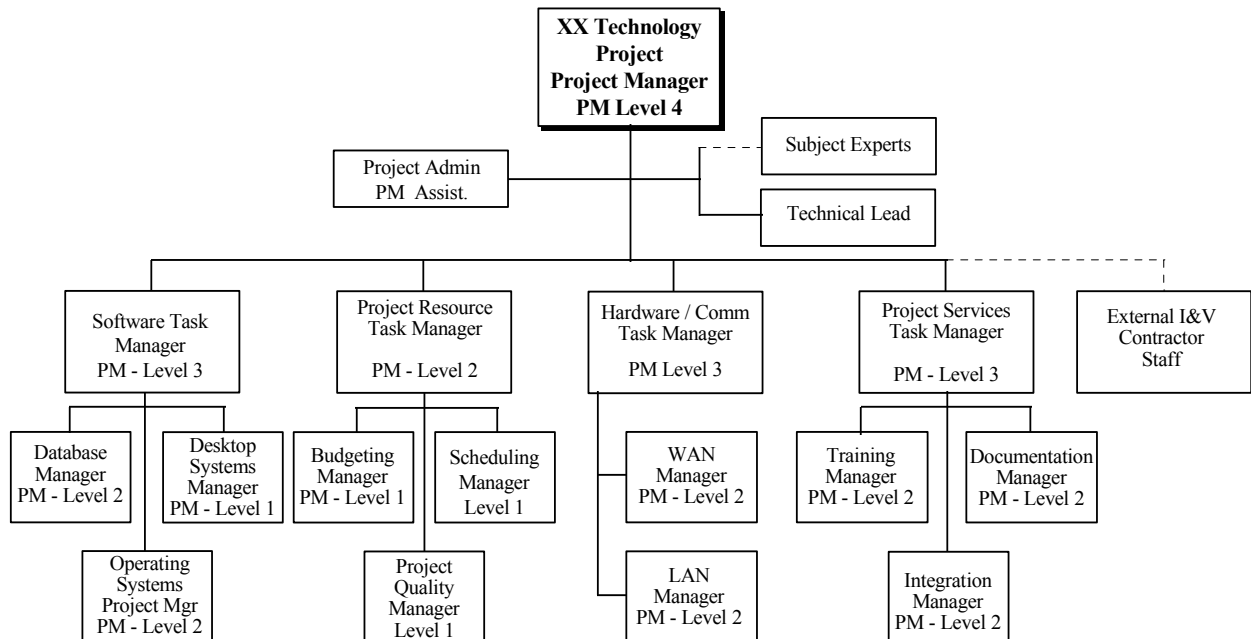 XX Technology
Project
Project Manager
PM Level 4
Project Admin
PM Assist.
Subject Experts
Technical Lead
Software Task
Manager
PM - Level 3
Project Resource
Task Manager
PM - Level 2
Hardware / Comm
Task Manager
PM Level 3
Project Services
Task Manager
PM - Level 3
External I&V
Contractor
Staff
Database
Manager
PM - Level 2
Desktop
Systems
Manager
PM - Level 1
Budgeting
Manager
PM - Level 1
Scheduling
Manager
Level 1
WAN
Manager
PM - Level 2
Training
Manager
PM - Level 2
Documentation
Manager
PM - Level 2
Operating
Systems
Project Mgr
PM - Level 2
Project
Quality
Manager
Level 1
LAN
Manager
PM - Level 2
Integration
Manager
PM - Level 2